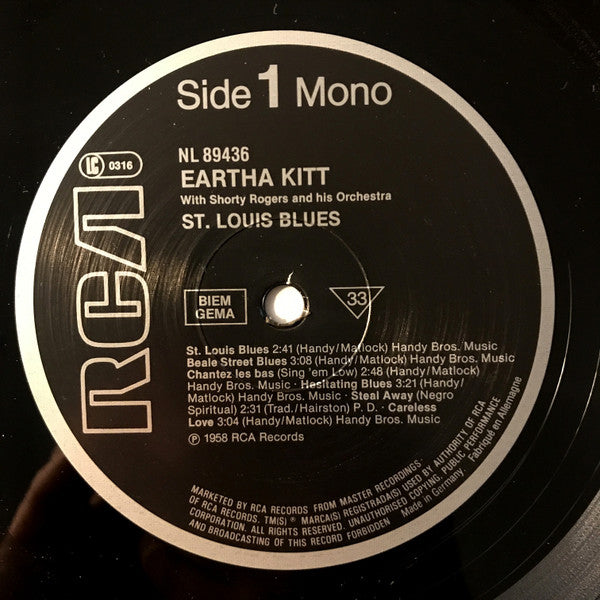 Side 1 Mono
NL 89436
LC 0316
EARTHA KITT
With Shorty Rogers and his Orchestra
ST. LOUIS BLUES
RCA
BIEM
GEMA
33
St. Louis Blues 2:41 (Handy/Matlock) Handy Bros. Music
Beale Street Blues 3:08 (Handy/Matlock) Handy Bros. Music
Chantez les bas (Sing 'em Low) 2:48 (Handy/Matlock)
Handy Bros. Music · Hesitating Blues 3:21 (Handy/
Matlock) Handy Bros. Music · Steal Away (Negro
Spiritual) 2:31 (Trad./Hairston) P. D. · Careless
Love 3:04 (Handy/Matlock) Handy Bros. Music
℗ 1958 RCA Records
MARKETED BY RCA RECORDS FROM MASTER RECORDINGS.
OF RCA RECORDS. TM(S) ® MARCA(S) REGISTRADA(S) USED BY AUTHORITY OF RCA
CORPORATION. ALL RIGHTS RESERVED. UNAUTHORISED COPYING, PUBLIC PERFORMANCE
AND BROADCASTING OF THIS RECORD FORBIDDEN
Made in Germany. Fabriqué en Allemagne